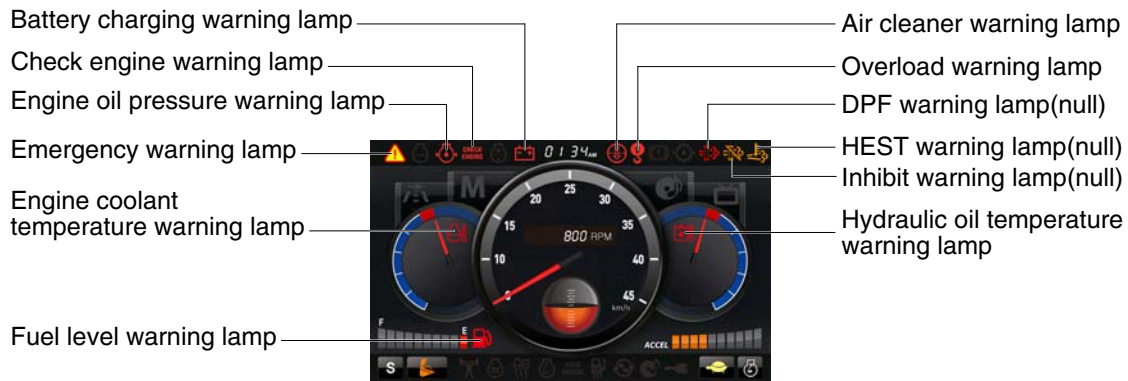 Battery charging warning lamp
Check engine warning lamp
Engine oil pressure warning lamp
Emergency warning lamp
Engine coolant
temperature warning lamp
Fuel level warning lamp
Air cleaner warning lamp
Overload warning lamp
DPF warning lamp(null)
HEST warning lamp(null)
Inhibit warning lamp(null)
Hydraulic oil temperature
warning lamp
CHECK
ENGINE
01:34 AM
M
10
15
20
25
30
35
40
45
km/h
800 RPM
F
E
ACCEL
S